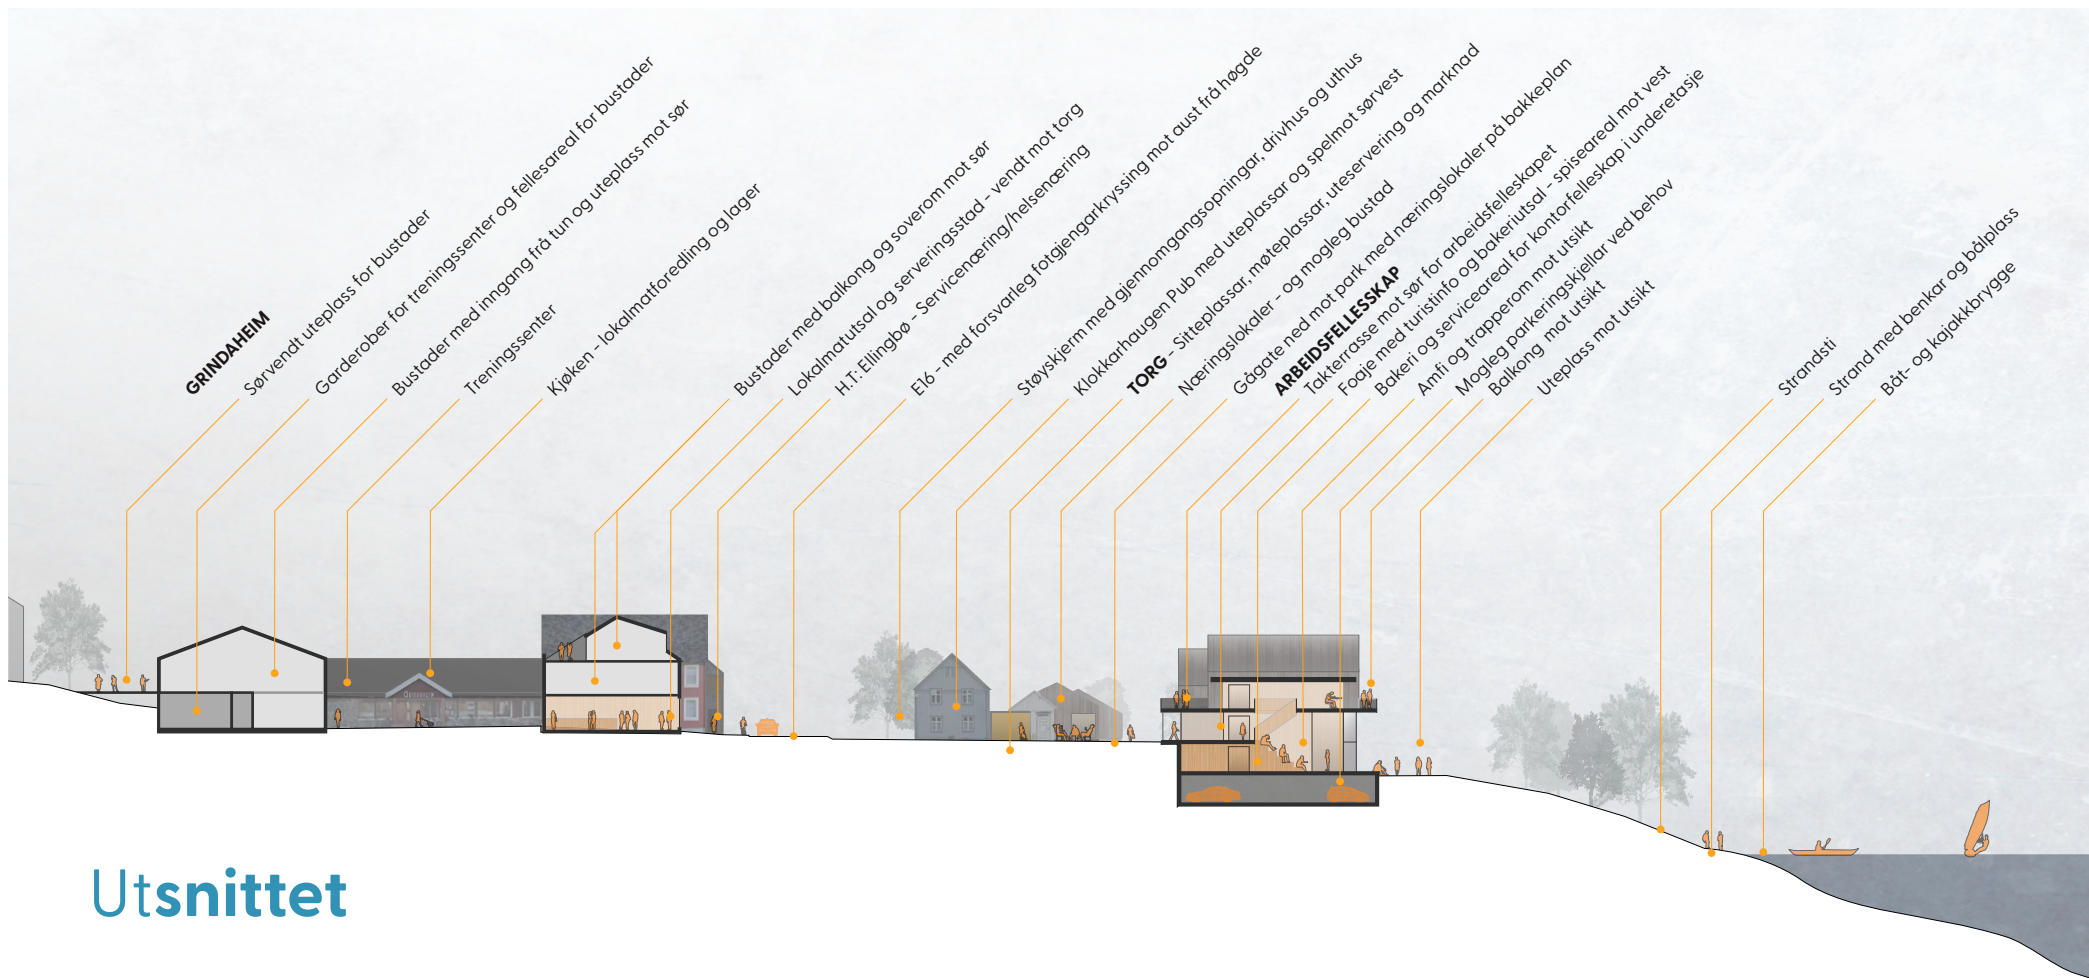 GRINDAHEIM
Sørvendt uteplass for bustader
Garderober for treningssenter og fellesareal for bustader
Bustader med inngang frå tun og uteplass mot sør
Treningssenter
Kjøken - lokalmatforedling og lager
Bustader med balkong og soverom mot sør
Lokalmatutsal og serveringsstad - vendt mot torg
H.T: Ellingbø - Servicenæring/helsenæring
E16 - med forsvarleg fotgjengarkryssing mot aust frå høgde
Støyskjerm med gjennomgangsopningar, drivhus og uthus
Klokkarhaugen Pub med uteplassar og spelmot sørvest
TORG - Sitteplassar, møteplassar, uteservering og marknad
Næringslokaler - og mogleg bustad
Gågate ned mot park med næringslokaler på bakkeplan
ARBEIDSFELLESSKAP
Takterrasse mot sør for arbeidsfelleskapet
Foaje med turistinfo og bakeriutsal - spiseareal mot vest
Bakeri og serviceareal for kontorfelleskap i underetasje
Amfi og trapperom mot utsikt
Mogleg parkeringskjellar ved behov
Balkong mot utsikt
Uteplass mot utsikt
Strandsti
Strand med benkar og bålplass
Båt- og kajakkbrygge
Utsnittet